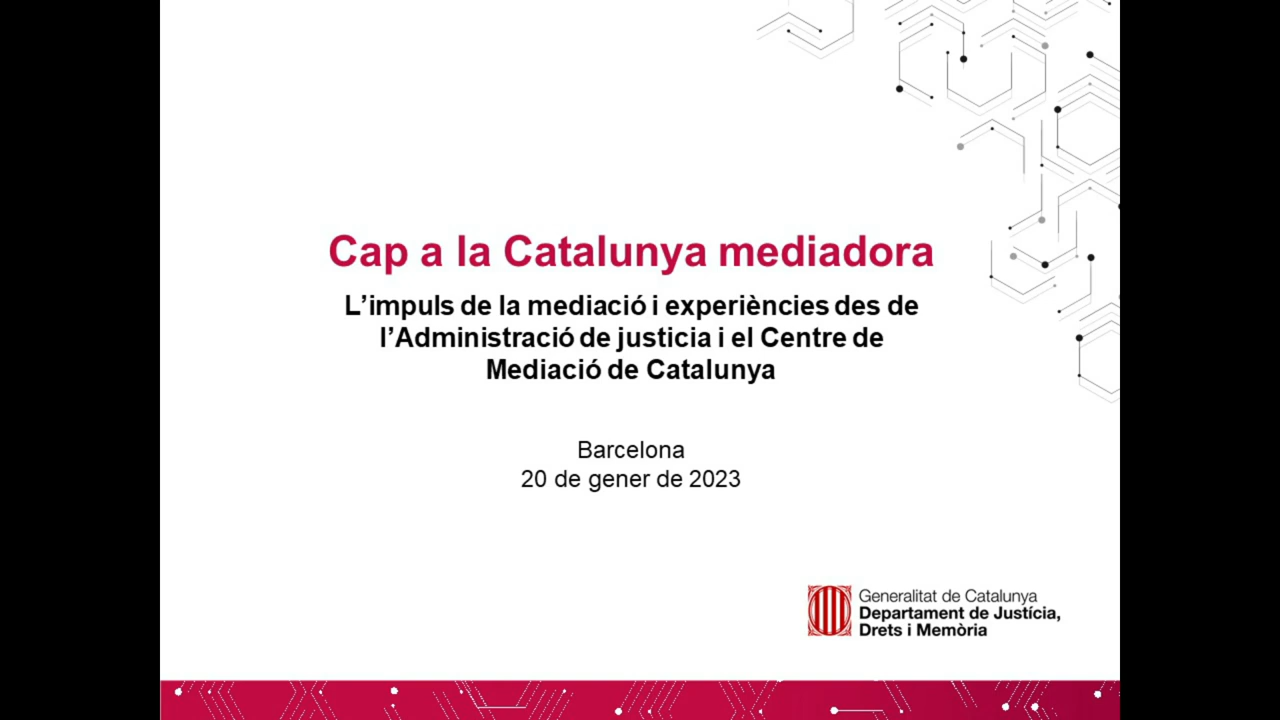 Cap a la Catalunya mediadora
L’impuls de la mediació i experiències des de
l’Administració de justicia i el Centre de
Mediació de Catalunya
Barcelona
20 de gener de 2023
Generalitat de Catalunya
Departament de Justícia,
Drets i Memòria